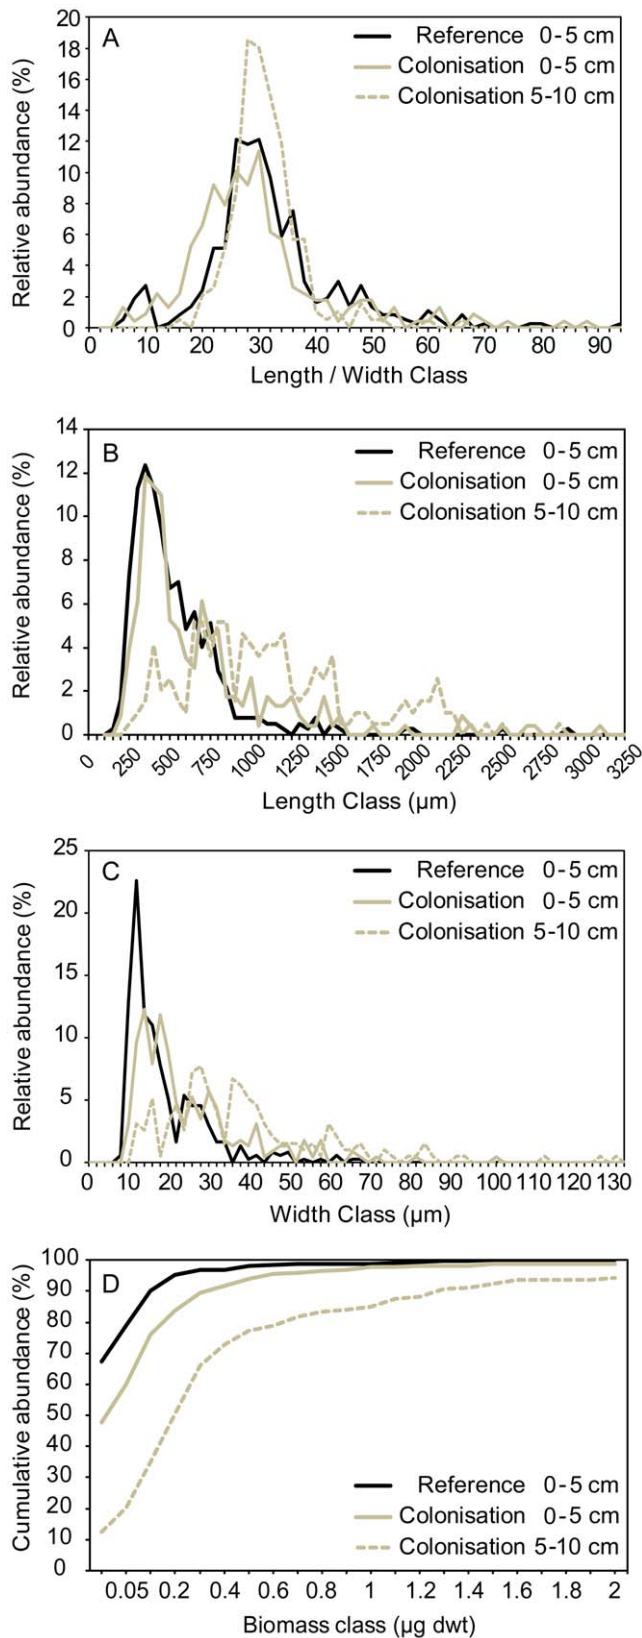 A
Relative abundance (%)
20
18
16
14
12
10
8
6
4
2
0
Reference 0-5 cm
Colonisation 0-5 cm
Colonisation 5-10 cm
0 10 20 30 40 50 60 70 80 90
Length / Width Class
B
Relative abundance (%)
14
12
10
8
6
4
2
0
Reference 0-5 cm
Colonisation 0-5 cm
Colonisation 5-10 cm
0 250 500 750 1000 1250 1500 1750 2000 2250 2500 2750 3000 3250
Length Class (µm)
C
Relative abundance (%)
25
20
15
10
5
0
Reference 0-5 cm
Colonisation 0-5 cm
Colonisation 5-10 cm
0 10 20 30 40 50 60 70 80 90 100 110 120 130
Width Class (µm)
D
Cumulative abundance (%)
100
90
80
70
60
50
40
30
20
10
0
Reference 0-5 cm
Colonisation 0-5 cm
Colonisation 5-10 cm
0.05 0.2 0.4 0.6 0.8 1 1.2 1.4 1.6 1.8 2
Biomass class (µg dwt)